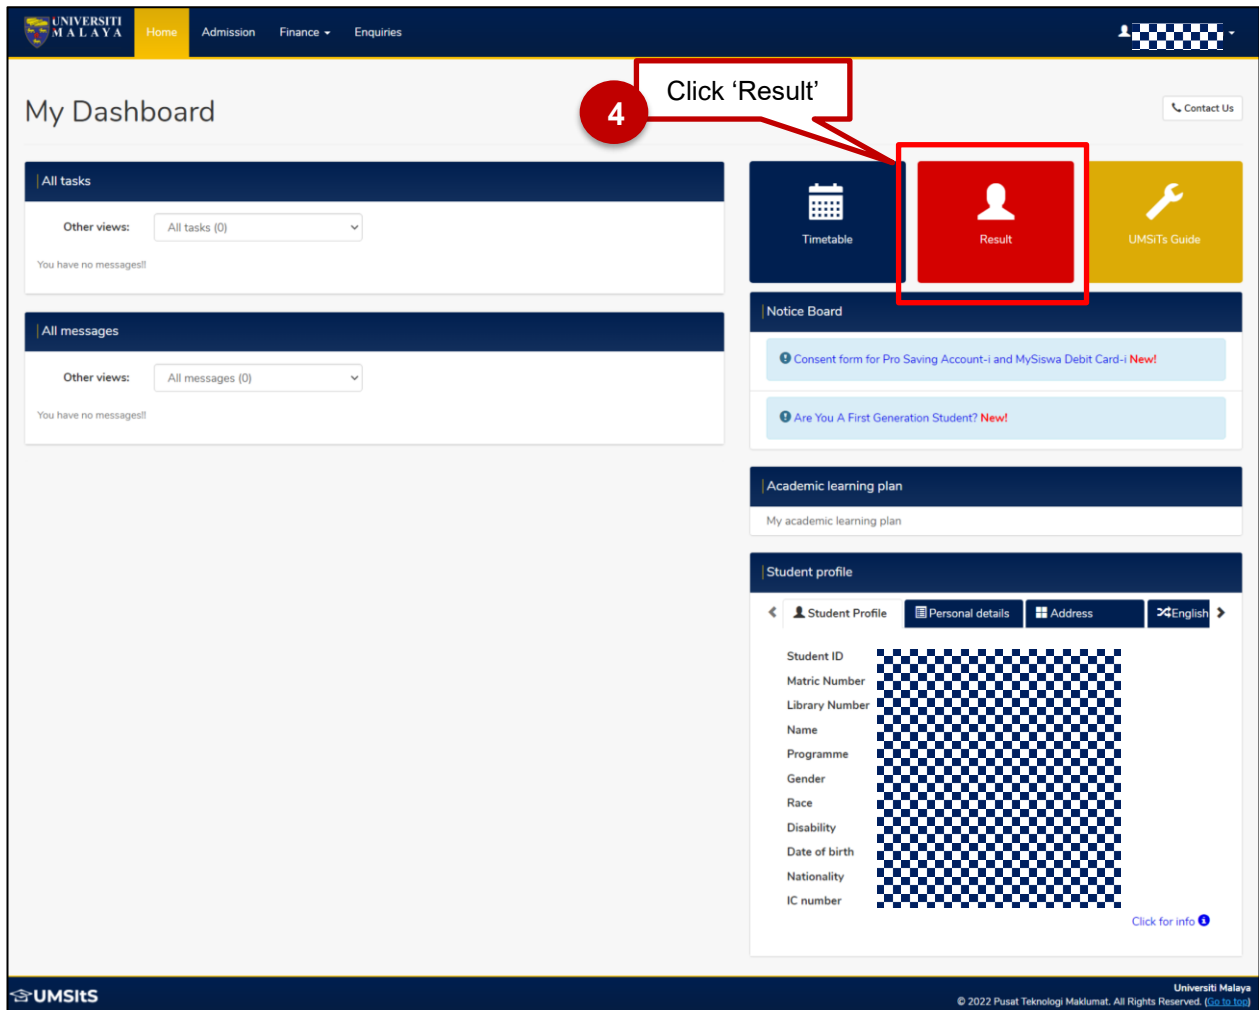 UNIVERSITI
MALAYA
Home
Admission
Finance
Enquiries
Click ‘Result’
4
My Dashboard
Contact Us
All tasks
Other views:
All tasks (0)
You have no messages!!
Timetable
Result
UMSiTs Guide
All messages
Other views:
All messages (0)
You have no messages!!
Notice Board
Consent form for Pro Saving Account-i and MySiswa Debit Card-i New!
Are You A First Generation Student? New!
Academic learning plan
My academic learning plan
Student profile
Student Profile
Personal details
Address
English
Student ID
Matric Number
Library Number
Name
Programme
Gender
Race
Disability
Date of birth
Nationality
IC number
Click for info
UMSItS
Universiti Malaya
© 2022 Pusat Teknologi Maklumat. All Rights Reserved. (Go to top)